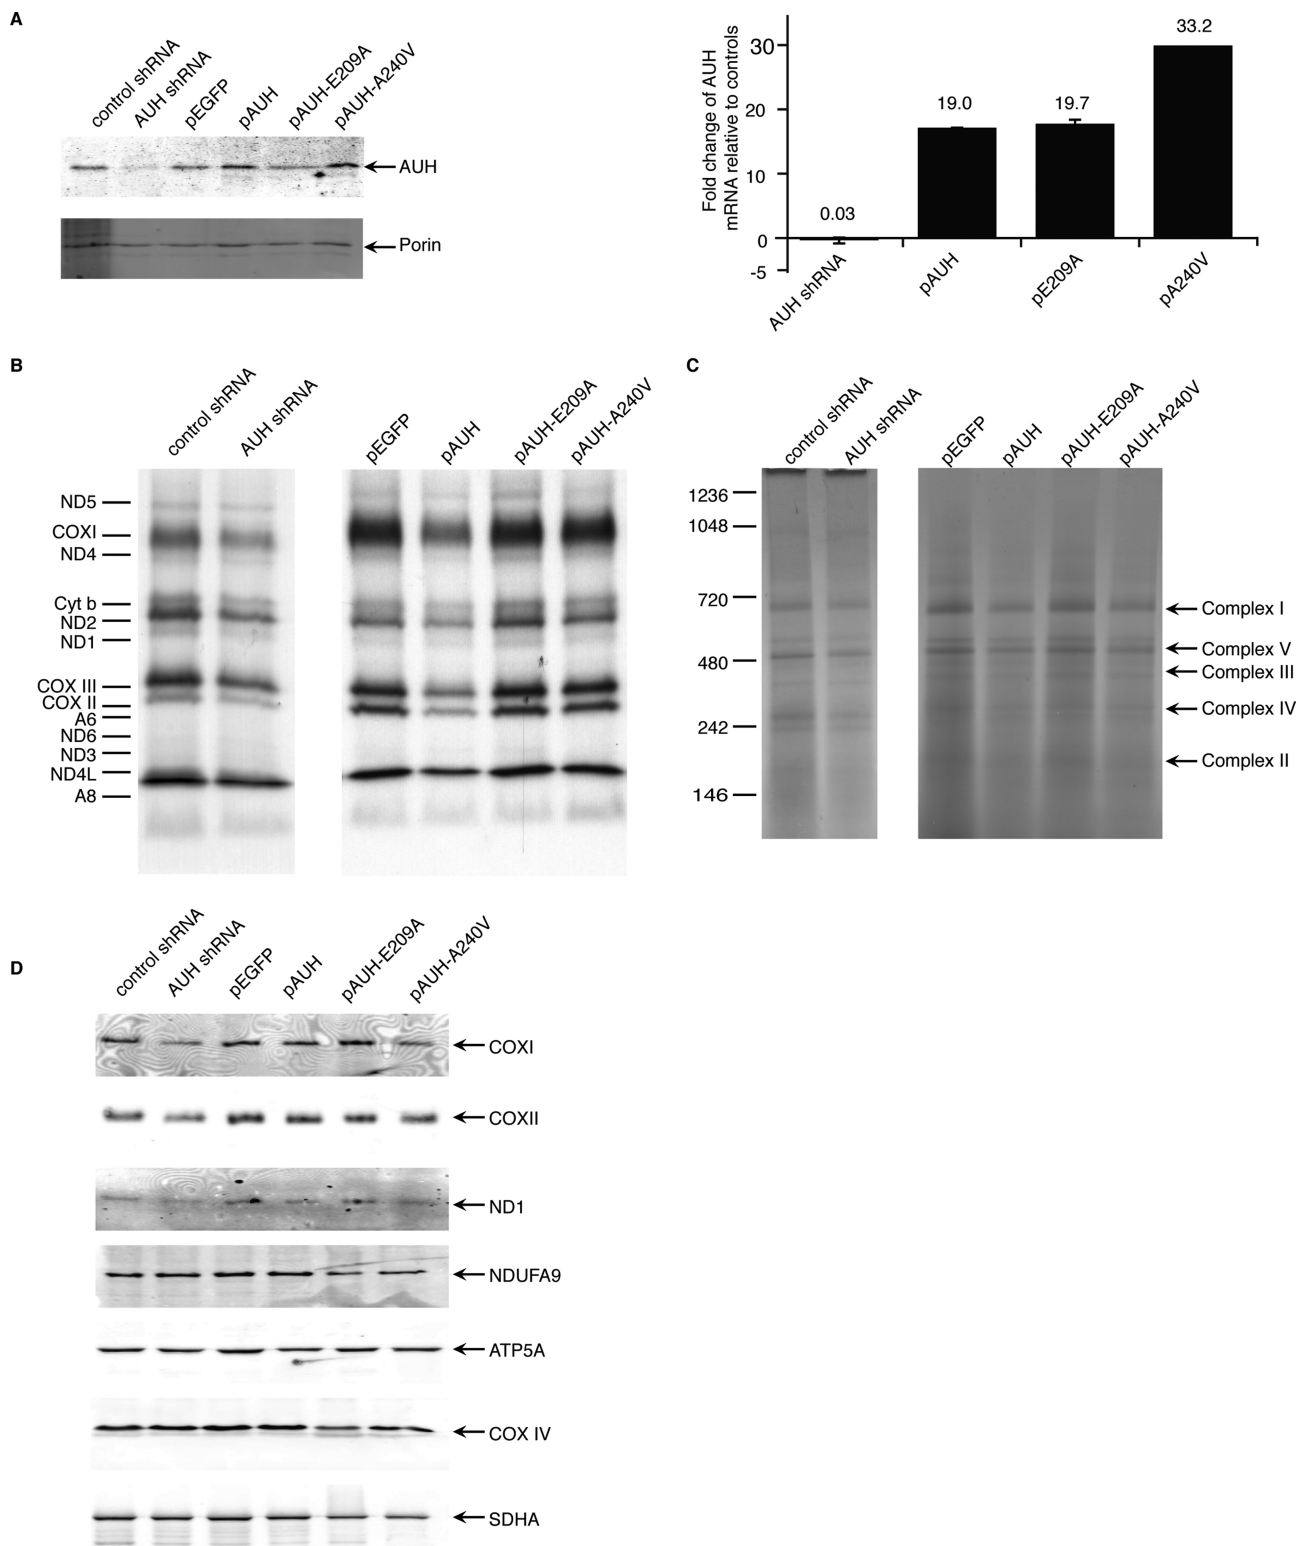 A
control shRNA
AUH shRNA
pEGFP
pAUH
pAUH-E209A
pAUH-A240V
AUH
Porin
Fold change of AUH
mRNA relative to controls
30
20
10
0
-5
0.03
19.0
19.7
33.2
AUH shRNA
pAUH
pE209A
pA240V
B
control shRNA
AUH shRNA
pEGFP
pAUH
pAUH-E209A
pAUH-A240V
ND5
COXI
ND4
Cyt b
ND2
ND1
COX III
COX II
A6
ND6
ND3
ND4L
A8
C
control shRNA
AUH shRNA
pEGFP
pAUH
pAUH-E209A
pAUH-A240V
1236
1048
720
480
242
146
Complex I
Complex V
Complex III
Complex IV
Complex II
D
control shRNA
AUH shRNA
pEGFP
pAUH
pAUH-E209A
pAUH-A240V
COXI
COXII
ND1
NDUFA9
ATP5A
COX IV
SDHA